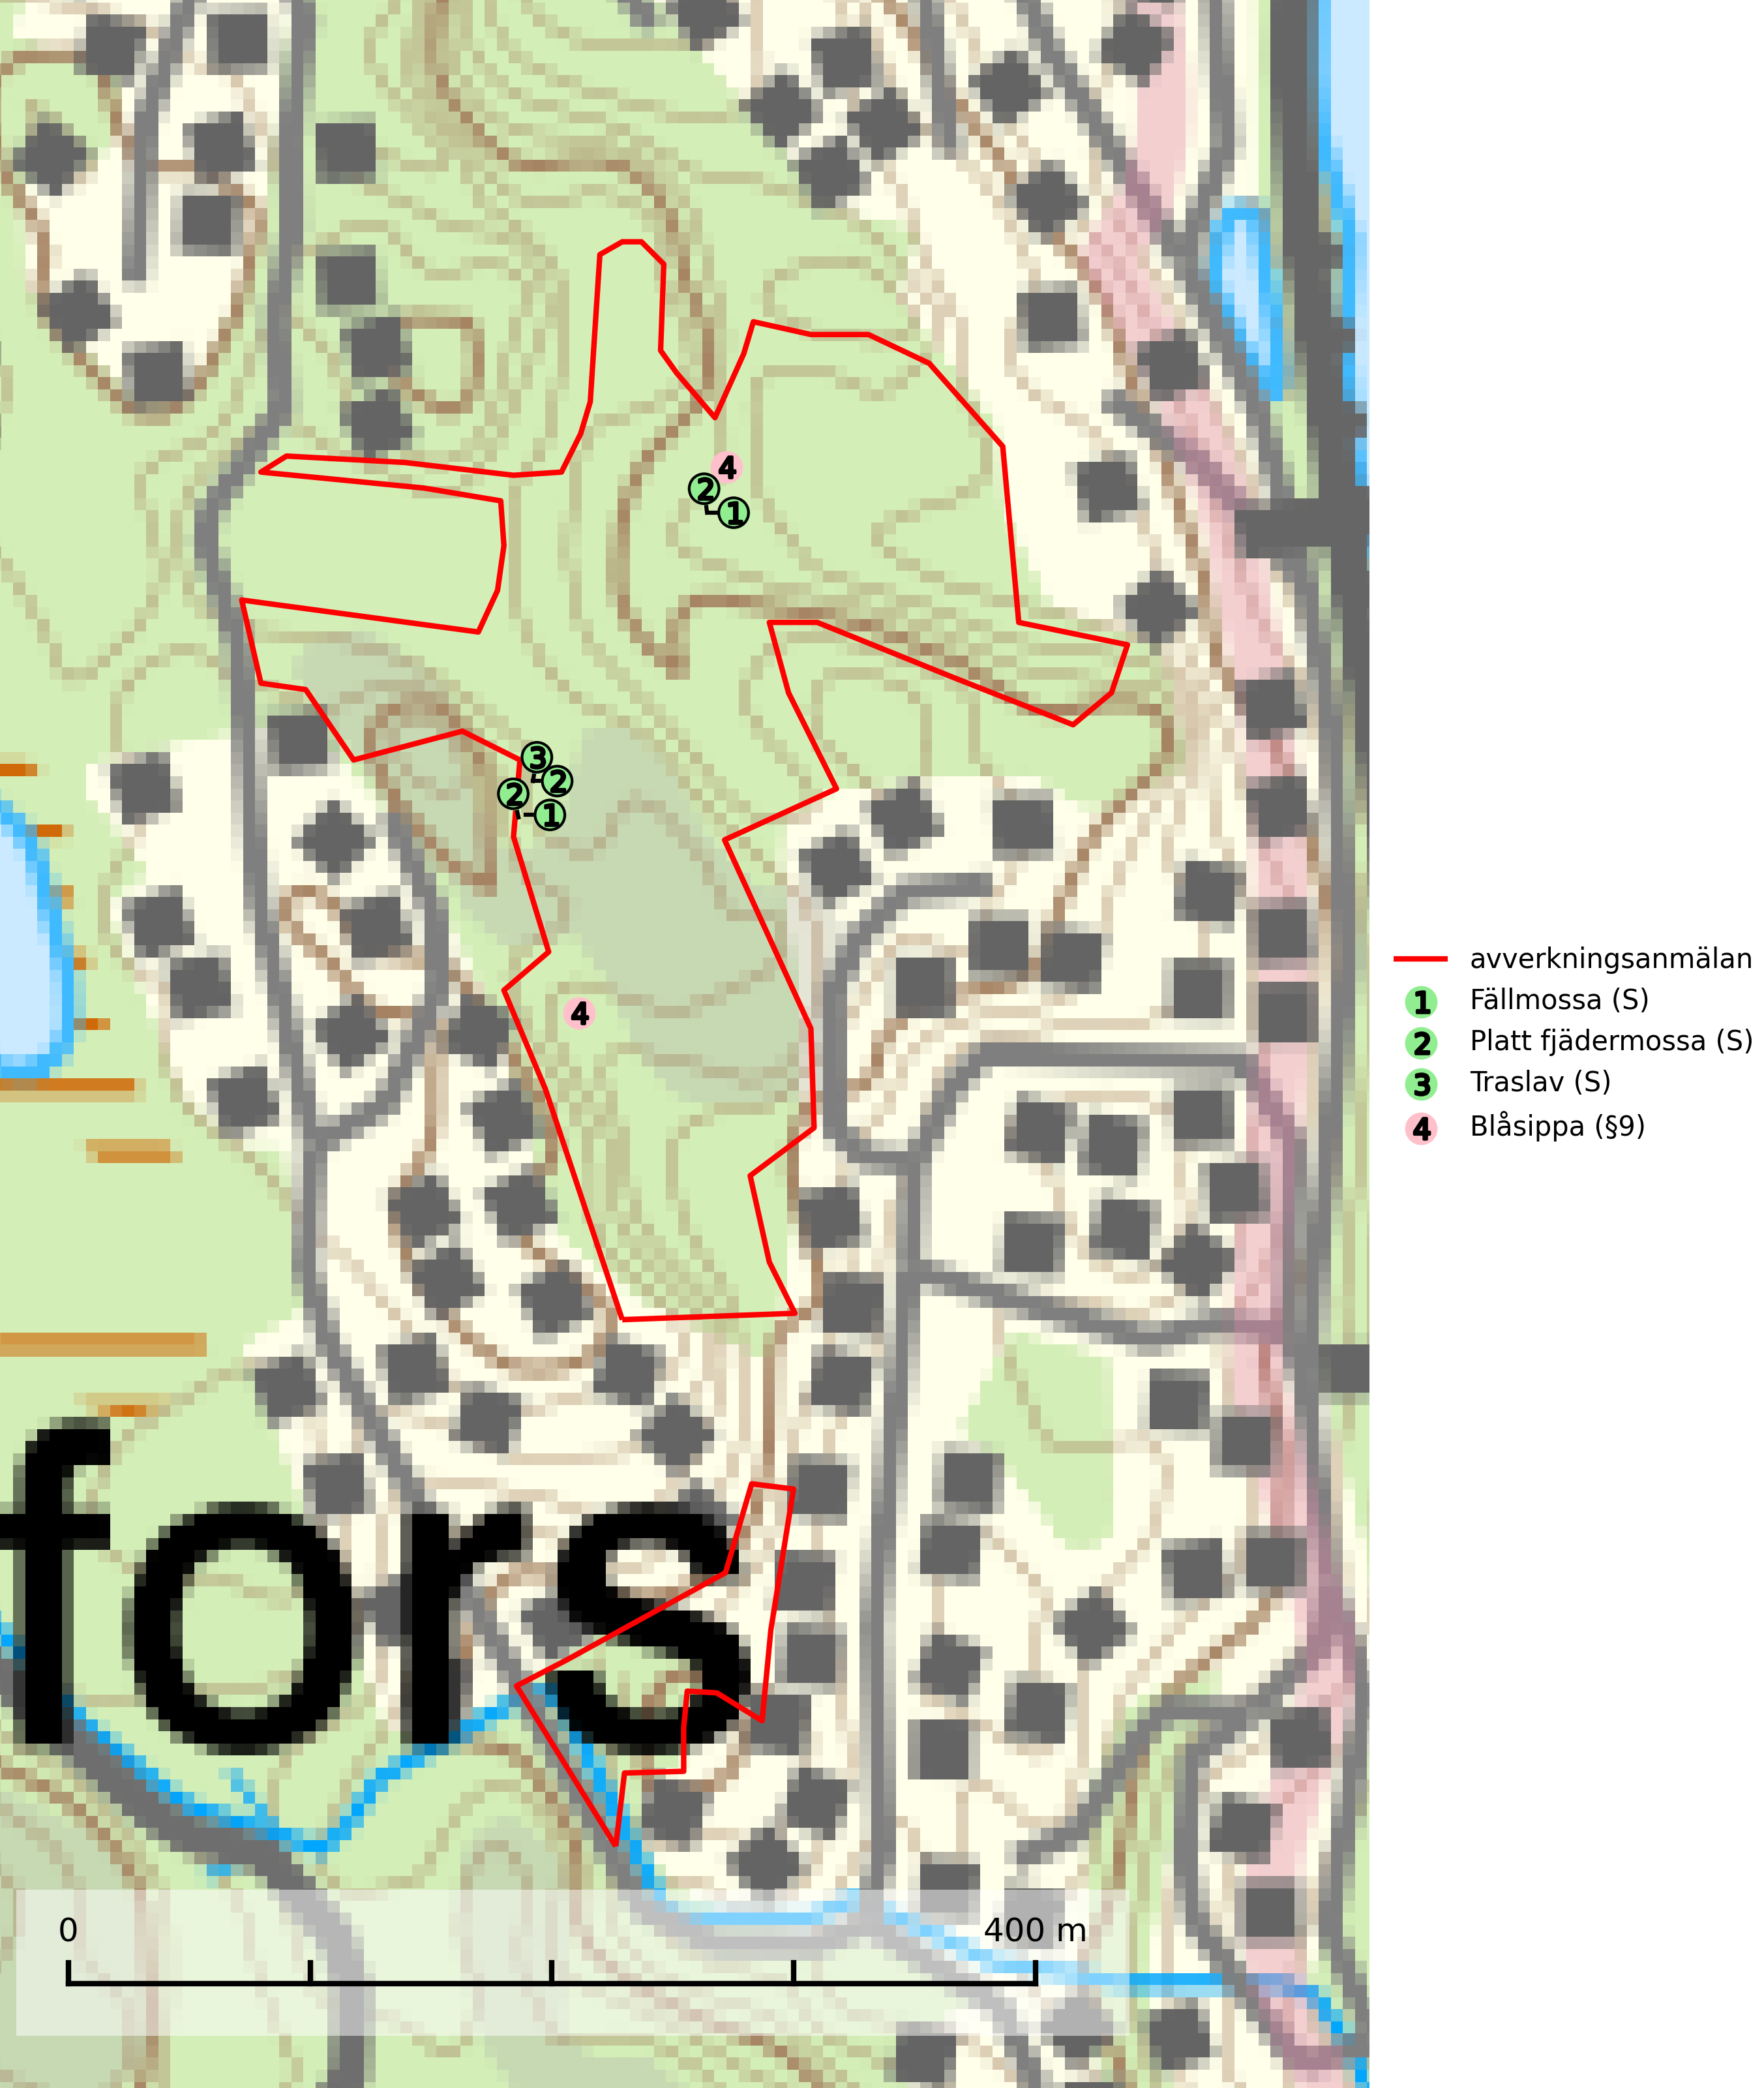 4
2
1
3
2
2
1
4
fors
0
400 m
avverkningsanmälan
1 Fällmossa (S)
2 Platt fjädermossa (S)
3 Traslav (S)
4 Blåsippa (§9)